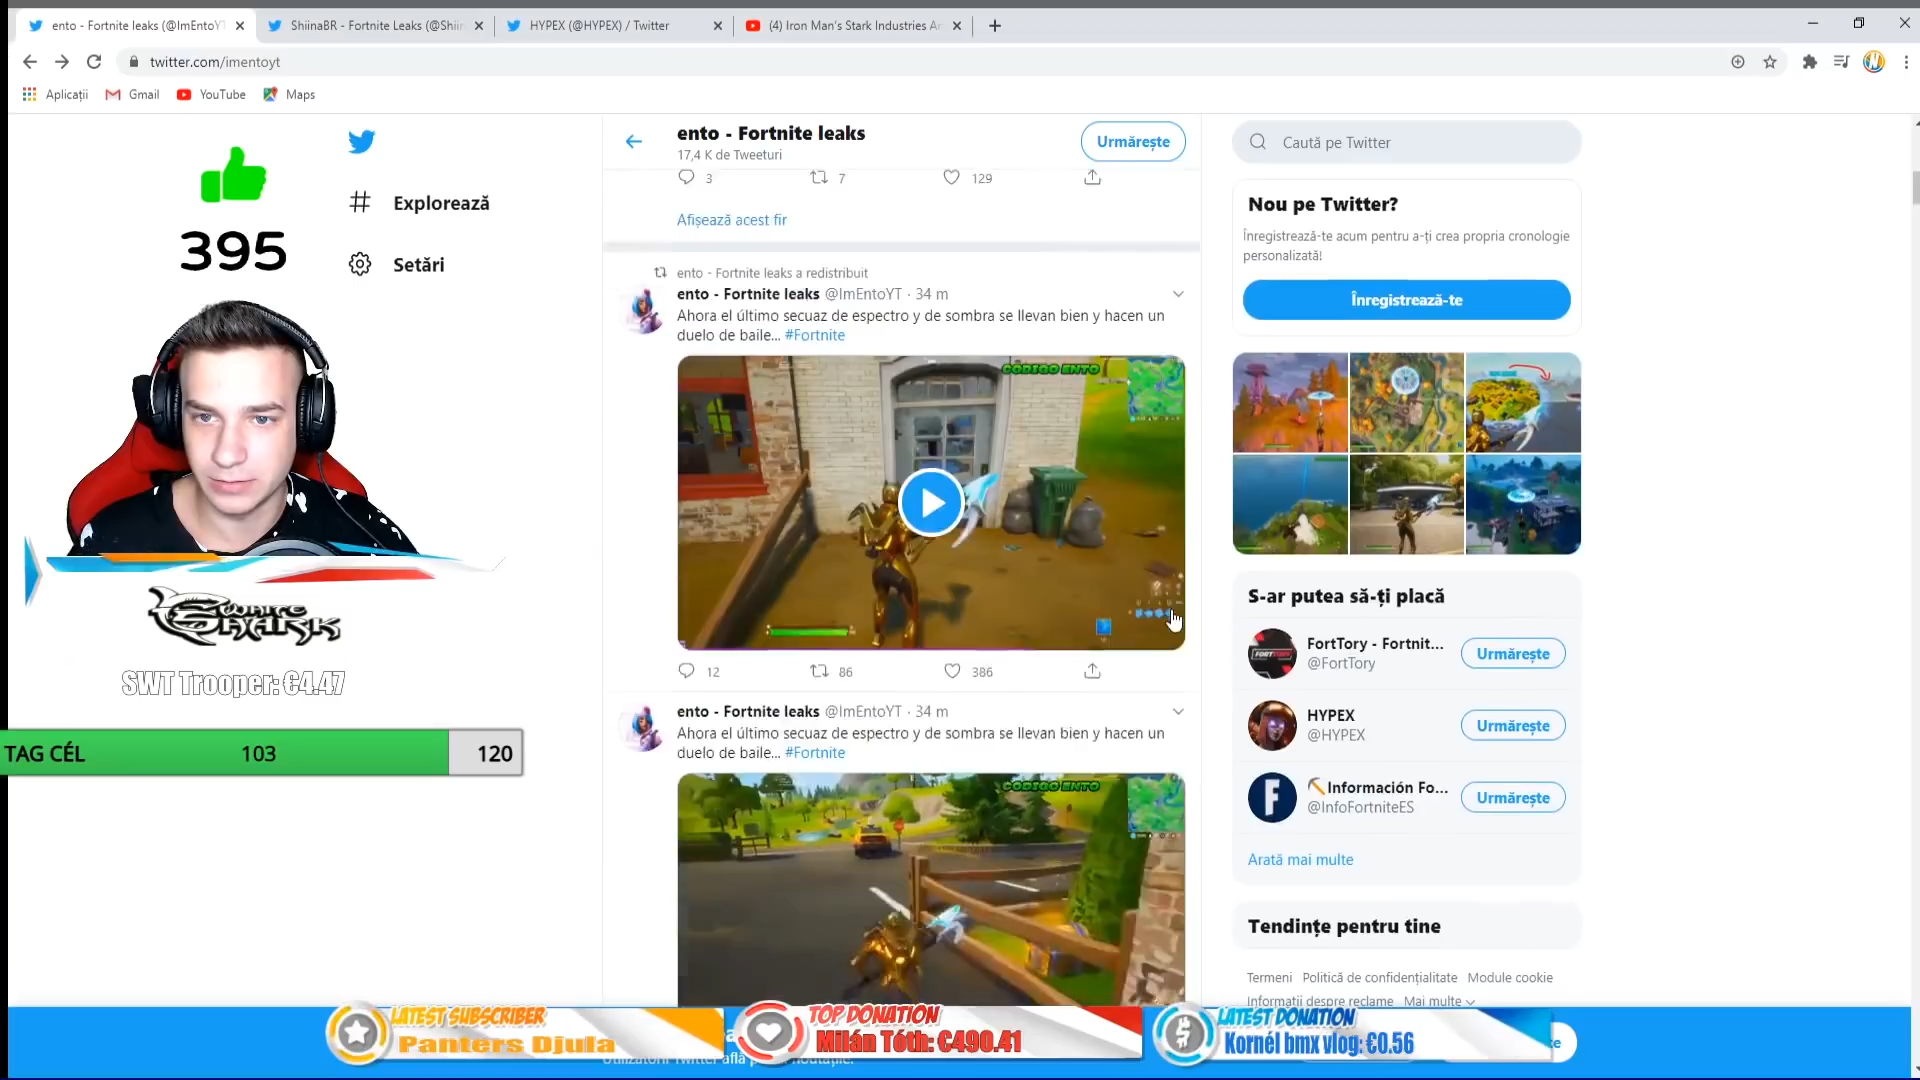 ento - Fortnite leaks (@ImEntoYT
ShiinaBR - Fortnite Leaks (@Shiin
HYPEX (@HYPEX) / Twitter
(4) Iron Man's Stark Industries Ar
twitter.com/imentoyt
Aplicații
Gmail
YouTube
Maps
395
Explorează
Setări
WHITE
SHARK
SWT Trooper: €4.47
TAG CÉL 103 120
ento - Fortnite leaks
17,4 K de Tweeturi
Urmărește
3 7 129
Afișează acest fir
ento - Fortnite leaks a redistribuit
ento - Fortnite leaks @ImEntoYT · 34 m
Ahora el último secuaz de espectro y de sombra se llevan bien y hacen un
duelo de baile... #Fortnite
CÓDIGO ENTO
12 86 386
ento - Fortnite leaks @ImEntoYT · 34 m
Ahora el último secuaz de espectro y de sombra se llevan bien y hacen un
duelo de baile... #Fortnite
CÓDIGO ENTO
Caută pe Twitter
Nou pe Twitter?
Înregistrează-te acum pentru a-ți crea propria cronologie
personalizată!
Înregistrează-te
S-ar putea să-ți placă
FortTory - Fortnit...
@FortTory
Urmărește
HYPEX
@HYPEX
Urmărește
Información Fo...
@InfoFortniteES
Urmărește
Arată mai multe
Tendințe pentru tine
Termeni Politică de confidențialitate Module cookie
Informații despre reclame Mai multe
LATEST SUBSCRIBER
Panters Djula
TOP DONATION
Milán Tóth: €490.41
LATEST DONATION
Kornél bmx vlog: €0.56